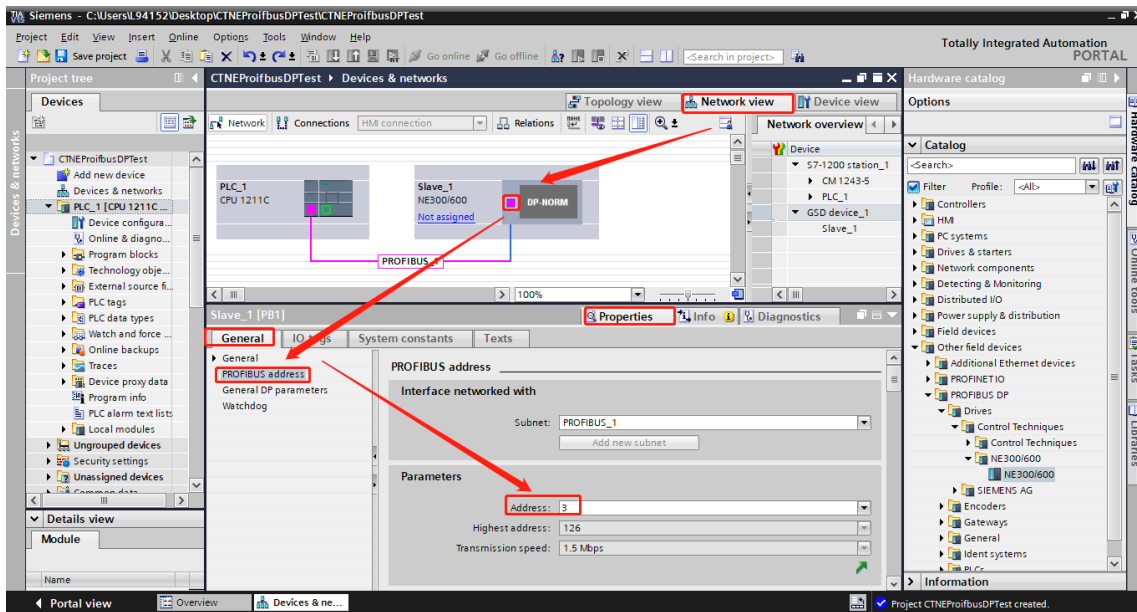 Siemens - C:\Users\L94152\Desktop\CTNEProifbusDPTest\CTNEProifbusDPTest
Project Edit View Insert Online Options Tools Window Help
Totally Integrated Automation
PORTAL
Save project Go online Go offline <Search in project>
Project tree
Devices
CTNEProifbusDPTest
Add new device
Devices & networks
PLC_1 [CPU 1211C ...
Device configura...
Online & diagno...
Program blocks
Technology obje...
External source fi...
PLC tags
PLC data types
Watch and force ...
Online backups
Traces
Device proxy data
Program info
PLC alarm text lists
Local modules
Ungrouped devices
Security settings
Unassigned devices
Common data
Details view
Module
Name
Devices & networks
CTNEProifbusDPTest Devices & networks
Topology view Network view Device view
Network Connections HMI connection Relations
PLC_1
CPU 1211C
Slave_1
NE300/600
Not assigned
DP-NORM
PROFIBUS_1
100%
Network overview
Device
S7-1200 station_1
CM 1243-5
PLC_1
GSD device_1
Slave_1
Slave_1 [PB1]
Properties Info Diagnostics
General IO tags System constants Texts
General
PROFIBUS address
General DP parameters
Watchdog
PROFIBUS address
Interface networked with
Subnet: PROFIBUS_1
Add new subnet
Parameters
Address: 3
Highest address: 126
Transmission speed: 1.5 Mbps
Hardware catalog
Options
Catalog
<Search>
Filter Profile: <All>
Controllers
HMI
PC systems
Drives & starters
Network components
Detecting & Monitoring
Distributed I/O
Power supply & distribution
Field devices
Other field devices
Additional Ethernet devices
PROFINET IO
PROFIBUS DP
Drives
Control Techniques
Control Techniques
NE300/600
NE300/600
SIEMENS AG
Encoders
Gateways
General
Ident systems
PLCs
Information
Hardware catalog
Online tools
Tasks
Libraries
Portal view Overview Devices & ne...
Project CTNEProifbusDPTest created.